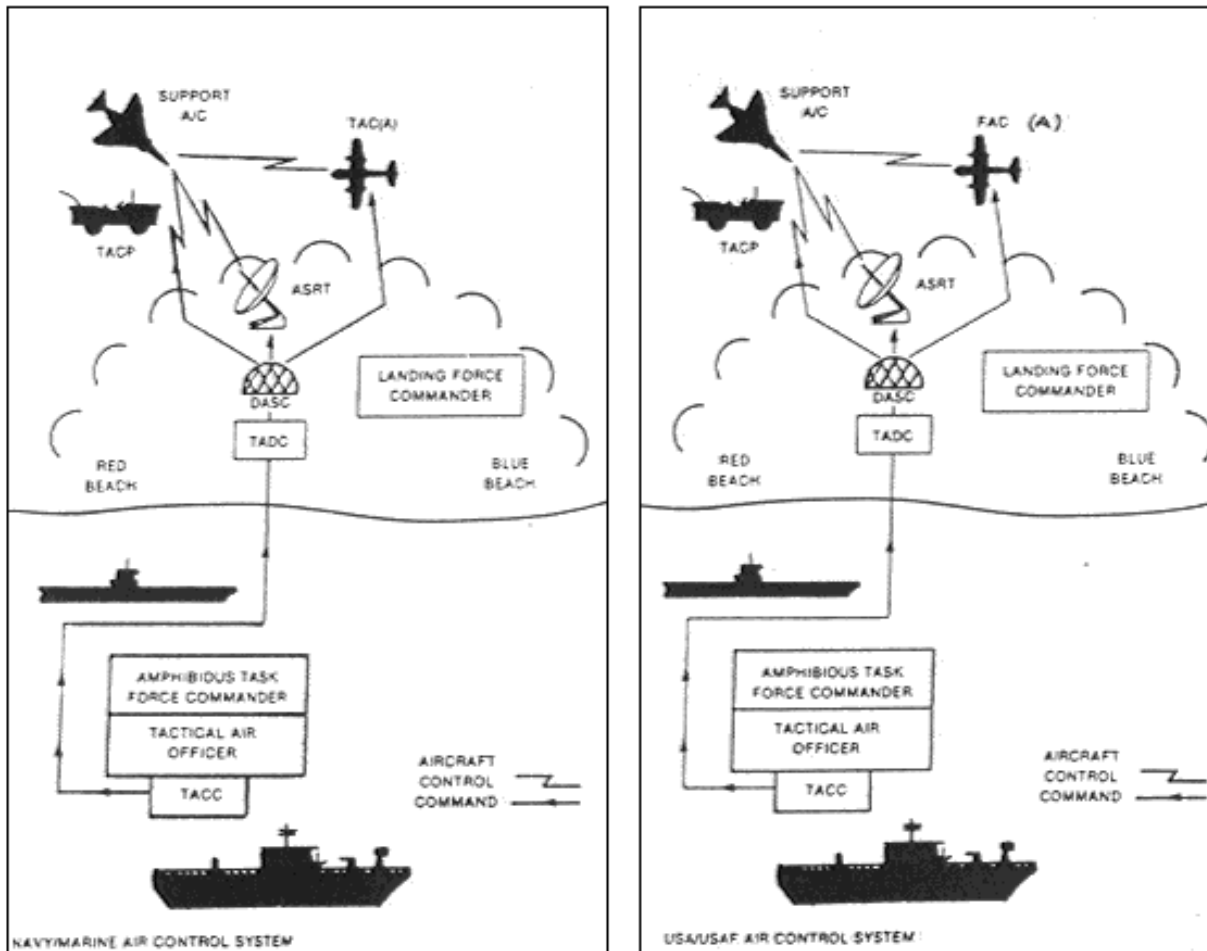 SUPPORT
A/C
TAC(A)
TACP
ASRT
LANDING FORCE
COMMANDER
DASC
TADC
RED
BEACH
BLUE
BEACH
AMPHIBIOUS TASK
FORCE COMMANDER
TACTICAL AIR
OFFICER
TACC
AIRCRAFT
CONTROL
COMMAND
NAVY/MARINE AIR CONTROL SYSTEM
SUPPORT
A/C
FAC (A)
TACP
ASRT
LANDING FORCE
COMMANDER
DASC
TADC
RED
BEACH
BLUE
BEACH
AMPHIBIOUS TASK
FORCE COMMANDER
TACTICAL AIR
OFFICER
TACC
AIRCRAFT
CONTROL
COMMAND
USA/USAF AIR CONTROL SYSTEM